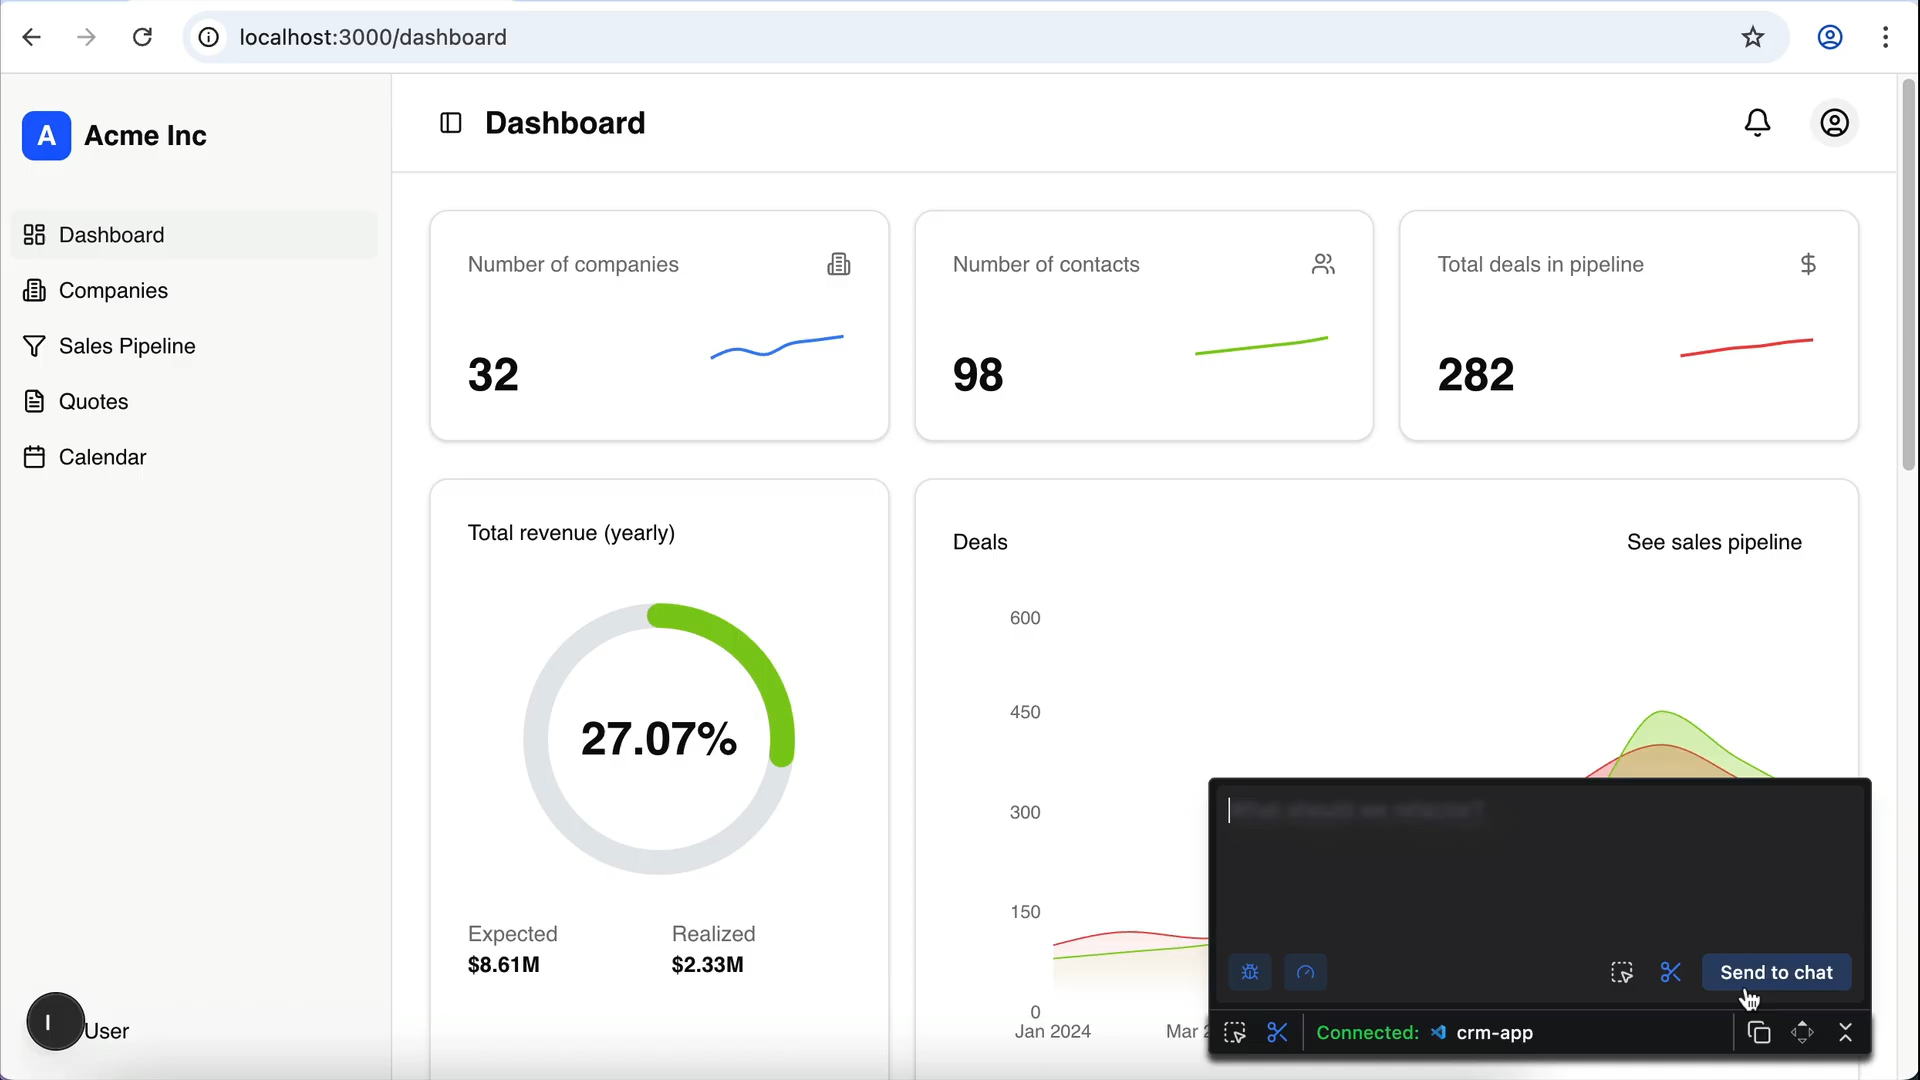 localhost:3000/dashboard
A Acme Inc
Dashboard
Dashboard
Companies
Sales Pipeline
Quotes
Calendar
I User
Number of companies
32
Number of contacts
98
Total deals in pipeline
282
Total revenue (yearly)
27.07%
Expected
$8.61M
Realized
$2.33M
Deals
See sales pipeline
600
450
300
150
0
Jan 2024
Mar
Send to chat
Connected: crm-app